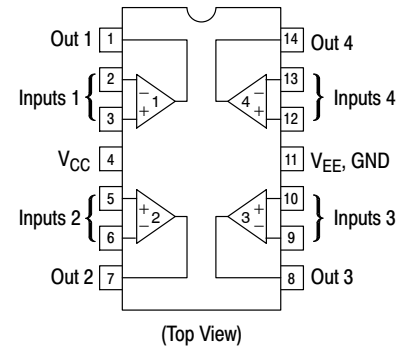 Out 1 1 14 Out 4
Inputs 1 { 2 − 1 − 13 } Inputs 4
3 + 4 + 12
VCC 4 11 VEE, GND
Inputs 2 { 5 + 2 + 10 } Inputs 3
6 − 3 − 9
Out 2 7 8 Out 3
(Top View)